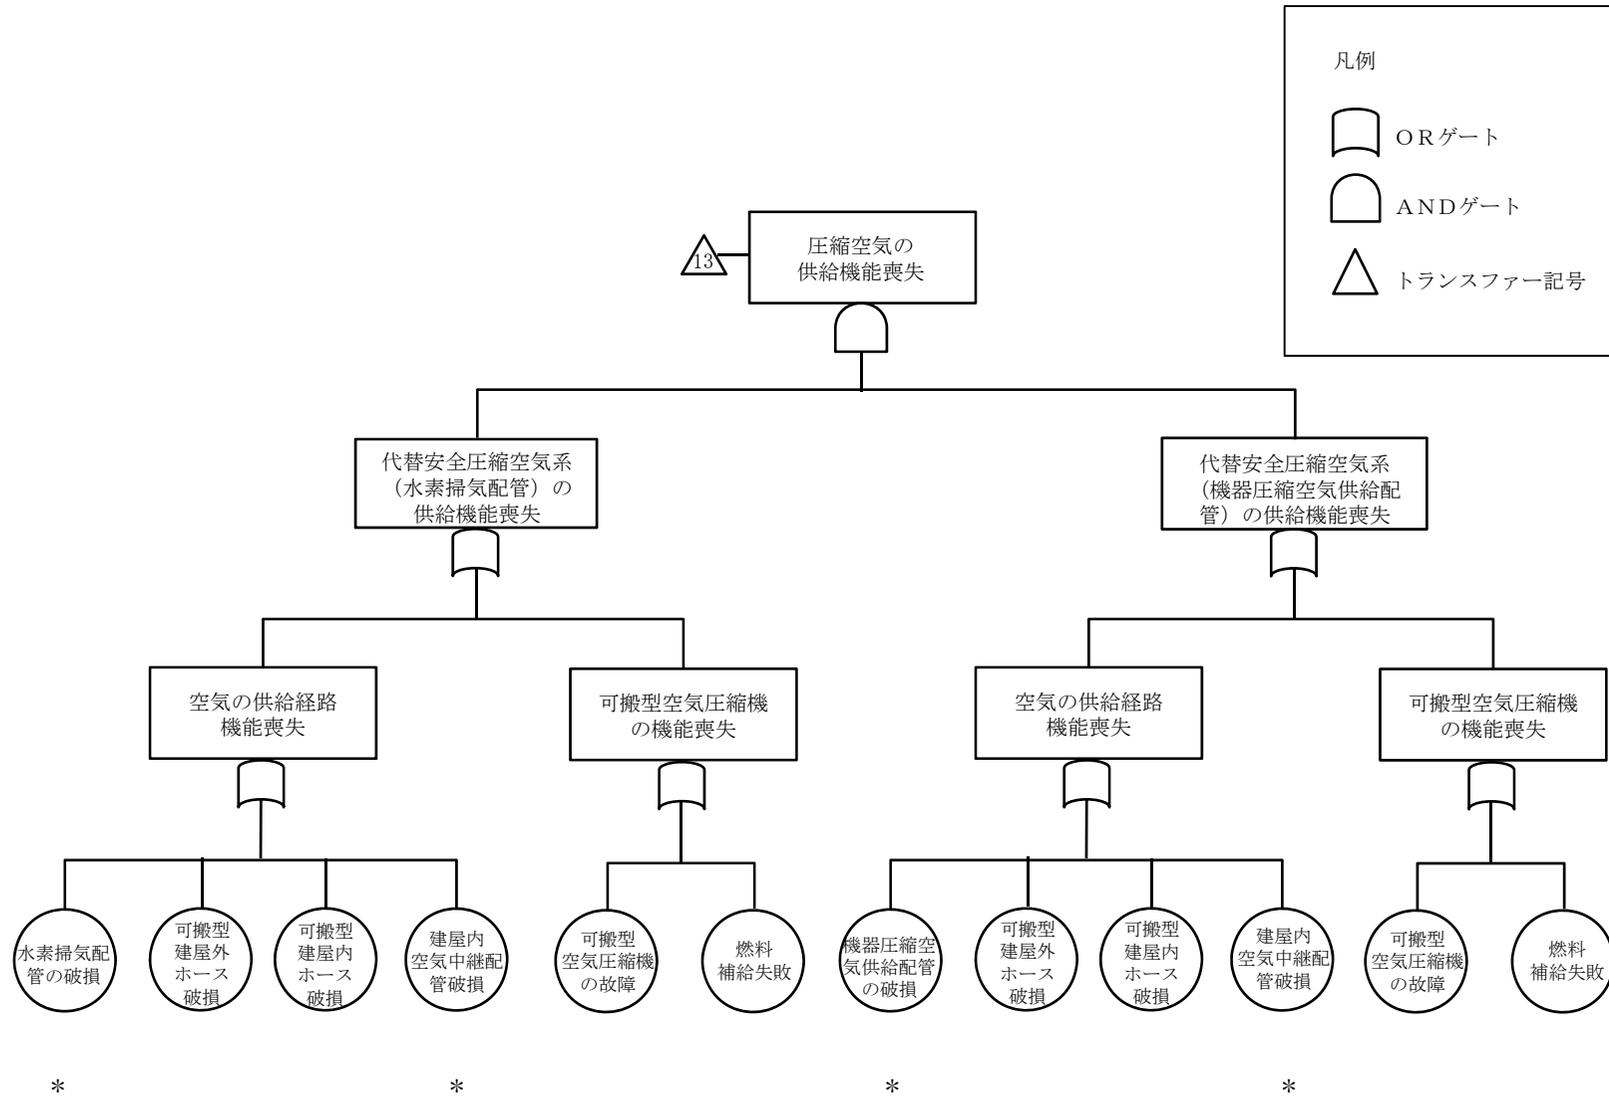 凡例
ＯＲゲート
ＡＮＤゲート
トランスファー記号
13
圧縮空気の
供給機能喪失
代替安全圧縮空気系
（水素掃気配管）の
供給機能喪失
代替安全圧縮空気系
（機器圧縮空気供給配
管）の供給機能喪失
空気の供給経路
機能喪失
可搬型空気圧縮機
の機能喪失
空気の供給経路
機能喪失
可搬型空気圧縮機
の機能喪失
水素掃気配
管の破損
可搬型
建屋外
ホース
破損
可搬型
建屋内
ホース
破損
建屋内
空気中継配
管破損
可搬型
空気圧縮機
の故障
燃料
補給失敗
機器圧縮空
気供給配管
の破損
可搬型
建屋外
ホース
破損
可搬型
建屋内
ホース
破損
建屋内
空気中継配
管破損
可搬型
空気圧縮機
の故障
燃料
補給失敗
＊
＊
＊
＊